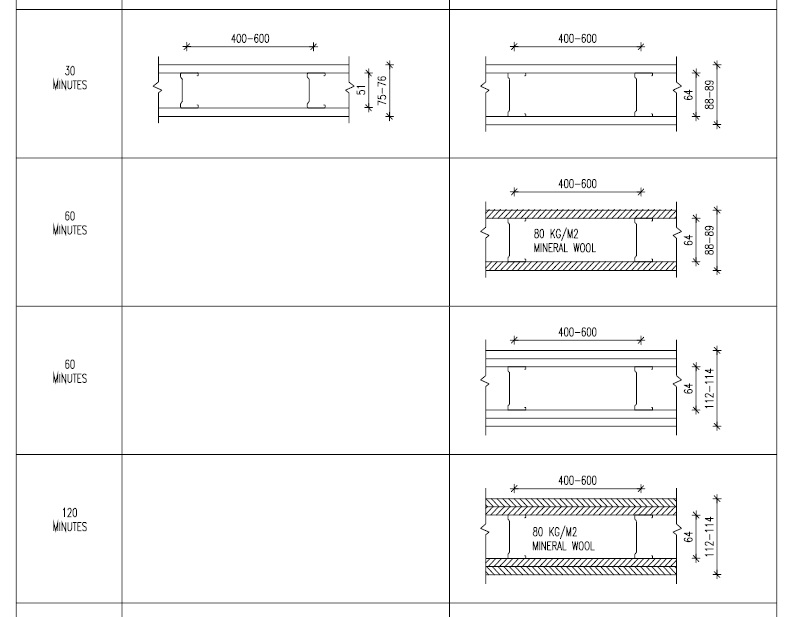 30
MINUTES
400-600
51
75-76
400-600
64
88-89
60
MINUTES
400-600
80 KG/M2
MINERAL WOOL
64
88-89
60
MINUTES
400-600
64
112-114
120
MINUTES
400-600
80 KG/M2
MINERAL WOOL
64
112-114